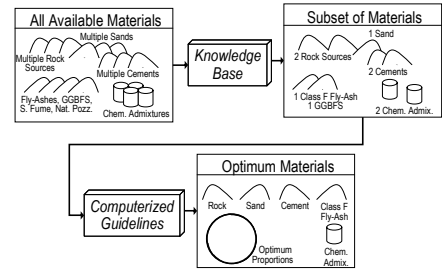 All Available Materials
Multiple Sands
Multiple Rock
Sources
Multiple Cements
Fly-Ashes, GGBFS,
S. Fume, Nat. Pozz.
Chem. Admixtures
Knowledge
Base
Subset of Materials
1 Sand
2 Rock Sources
2 Cements
1 Class F Fly-Ash
1 GGBFS
2 Chem. Admix.
Computerized
Guidelines
Optimum Materials
Rock
Sand
Cement
Class F
Fly-Ash
Optimum
Proportions
Chem.
Admix.